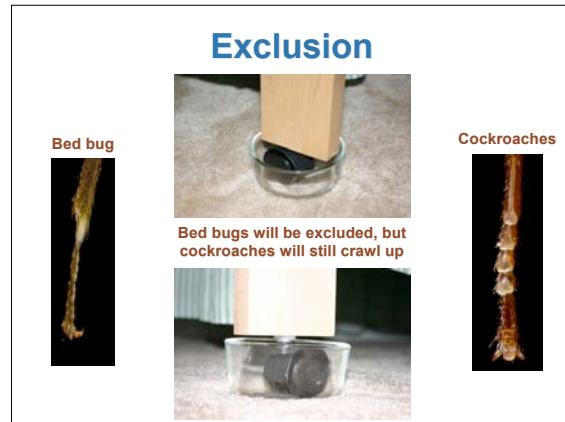 Exclusion
Bed bug
Cockroaches
Bed bugs will be excluded, but
cockroaches will still crawl up